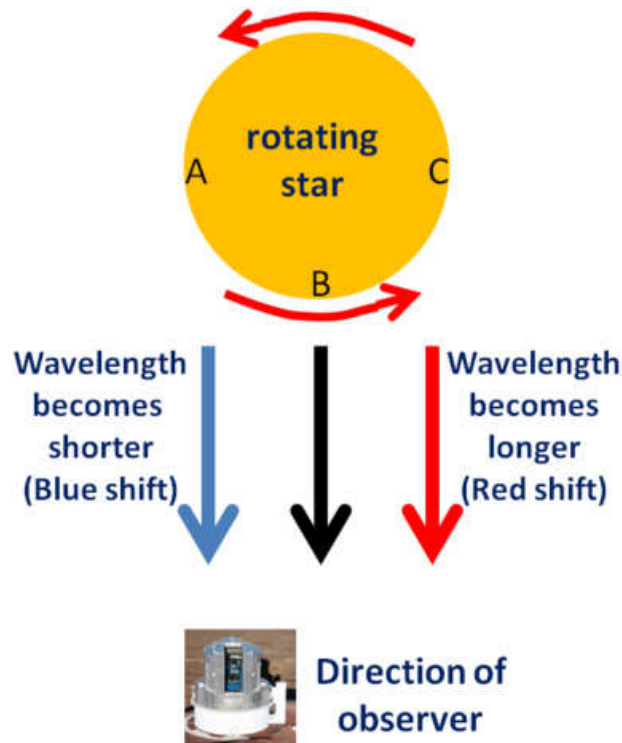 rotating
star
A
C
B
Wavelength
becomes
shorter
(Blue shift)
Wavelength
becomes
longer
(Red shift)
Direction of
observer